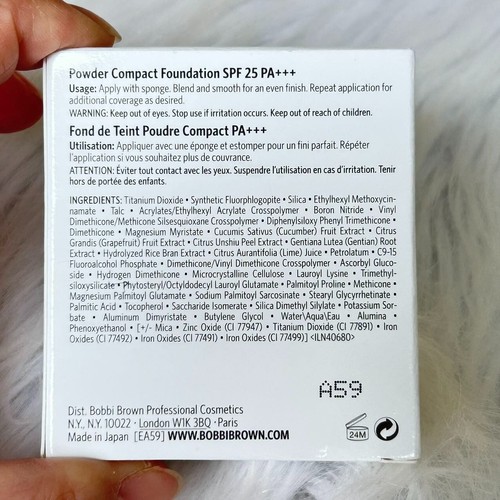 Powder Compact Foundation SPF 25 PA+++
Usage: Apply with sponge. Blend and smooth for an even finish. Repeat application for
additional coverage as desired.
WARNING: Keep out of eyes. Stop use if irritation occurs. Keep out of reach of children.
Fond de Teint Poudre Compact PA+++
Utilisation: Appliquer avec une éponge et estomper pour un fini parfait. Répéter
l'application si vous souhaitez plus de couvrance.
ATTENTION: Éviter tout contact avec les yeux. Suspendre l'utilisation en cas d'irritation. Tenir
hors de portée des enfants.
INGREDIENTS: Titanium Dioxide • Synthetic Fluorphlogopite • Silica • Ethylhexyl Methoxycin-
namate • Talc • Acrylates/Ethylhexyl Acrylate Crosspolymer • Boron Nitride • Vinyl
Dimethicone/Methicone Silsesquioxane Crosspolymer • Diphenylsiloxy Phenyl Trimethicone •
Dimethicone • Magnesium Myristate • Cucumis Sativus (Cucumber) Fruit Extract • Citrus
Grandis (Grapefruit) Fruit Extract • Citrus Unshiu Peel Extract • Gentiana Lutea (Gentian) Root
Extract • Hydrolyzed Rice Bran Extract • Citrus Aurantifolia (Lime) Juice • Petrolatum • C9-15
Fluoroalcohol Phosphate • Dimethicone/Vinyl Dimethicone Crosspolymer • Ascorbyl Gluco-
side • Hydrogen Dimethicone • Microcrystalline Cellulose • Lauroyl Lysine • Trimethyl-
siloxysilicate • Phytosteryl/Octyldodecyl Lauroyl Glutamate • Palmitoyl Proline • Methicone •
Magnesium Palmitoyl Glutamate • Sodium Palmitoyl Sarcosinate • Stearyl Glycyrrhetinate •
Palmitic Acid • Tocopherol • Saccharide Isomerate • Silica Dimethyl Silylate • Potassium Sor-
bate • Aluminum Dimyristate • Butylene Glycol • Water\Aqua\Eau • Alumina •
Phenoxyethanol • [+/- Mica • Zinc Oxide (CI 77947) • Titanium Dioxide (CI 77891) • Iron
Oxides (CI 77492) • Iron Oxides (CI 77491) • Iron Oxides (CI 77499)] <ILN40680>
A59
Dist. Bobbi Brown Professional Cosmetics
N.Y., N.Y. 10022 · London W1K 3BQ · Paris
Made in Japan [EA59] WWW.BOBBIBROWN.COM
24M